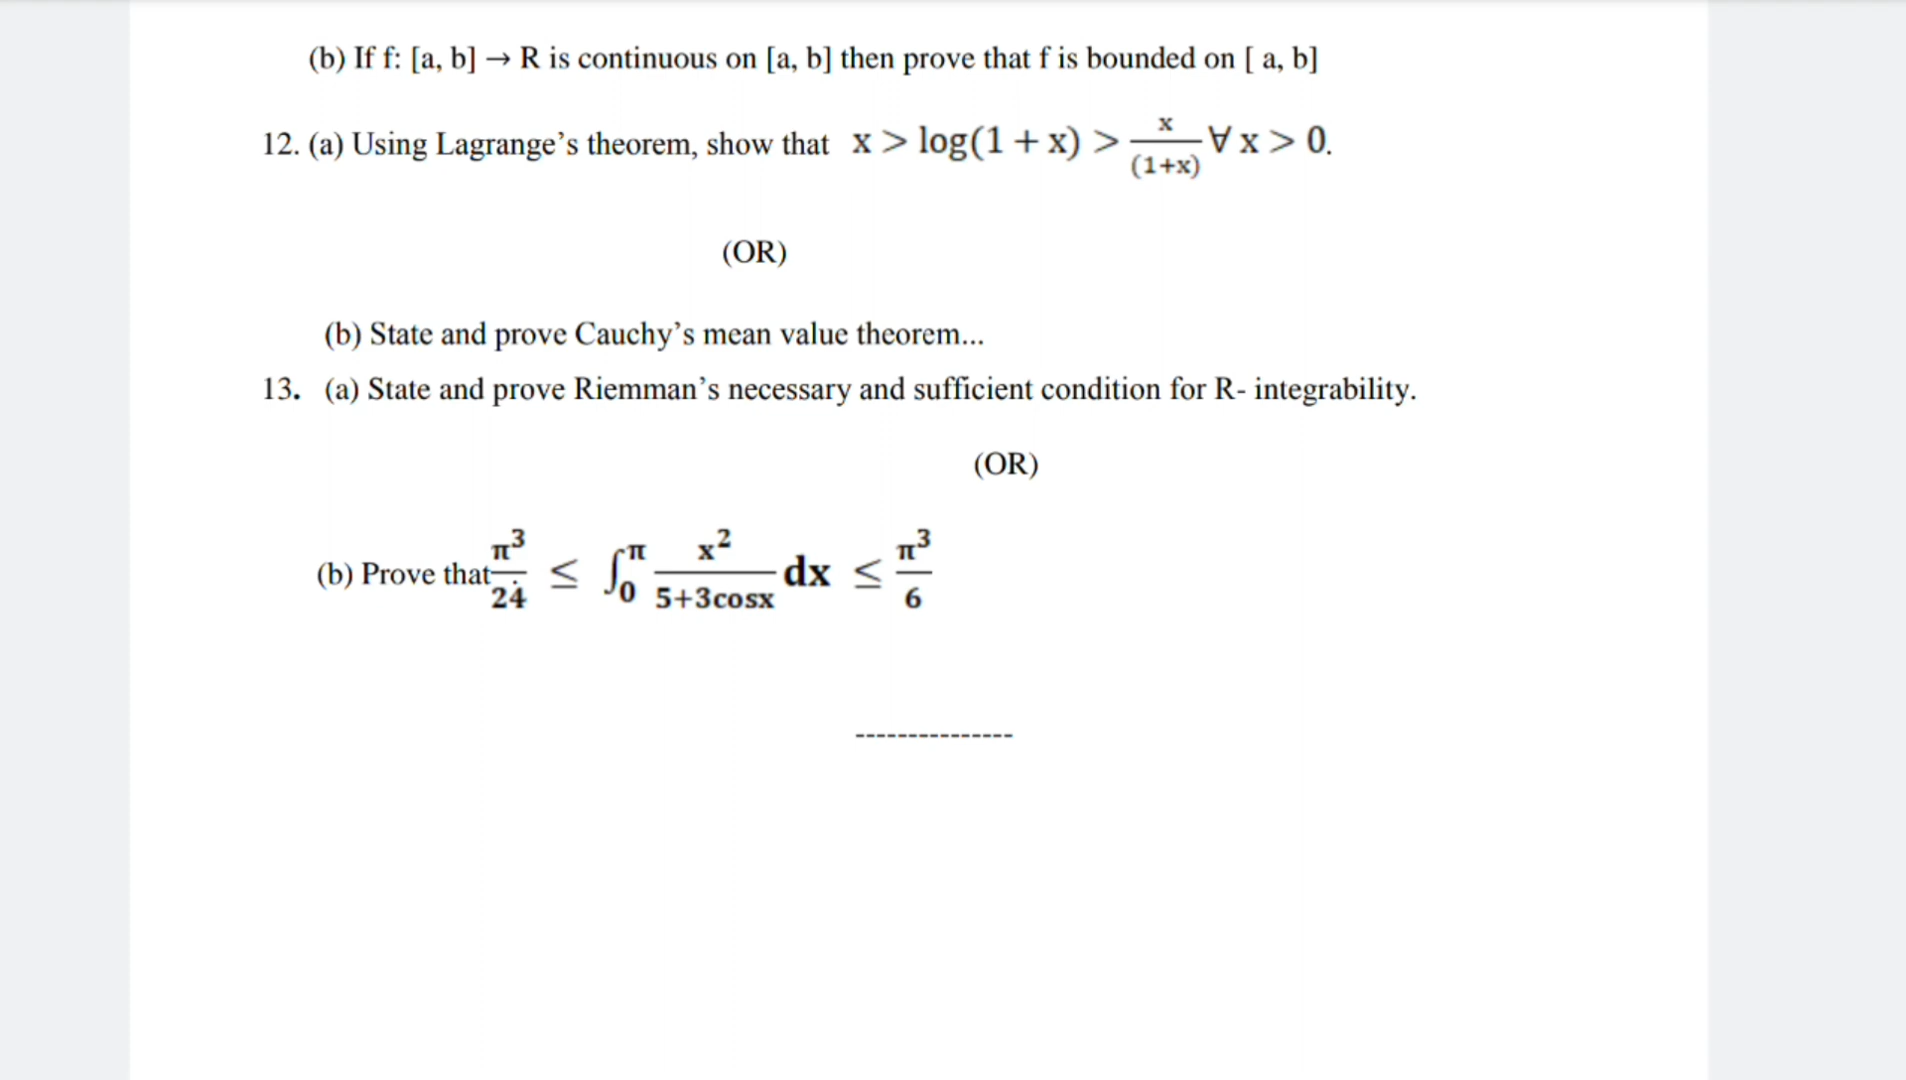 (b) If f: [a, b] → R is continuous on [a, b] then prove that f is bounded on [ a, b]
12. (a) Using Lagrange’s theorem, show that x > log(1 + x) > x/(1+x) ∀ x > 0.
(OR)
(b) State and prove Cauchy’s mean value theorem...
13. (a) State and prove Riemman’s necessary and sufficient condition for R- integrability.
(OR)
(b) Prove that π³/24 ≤ ∫₀^π x²/(5+3cosx) dx ≤ π³/6
---------------